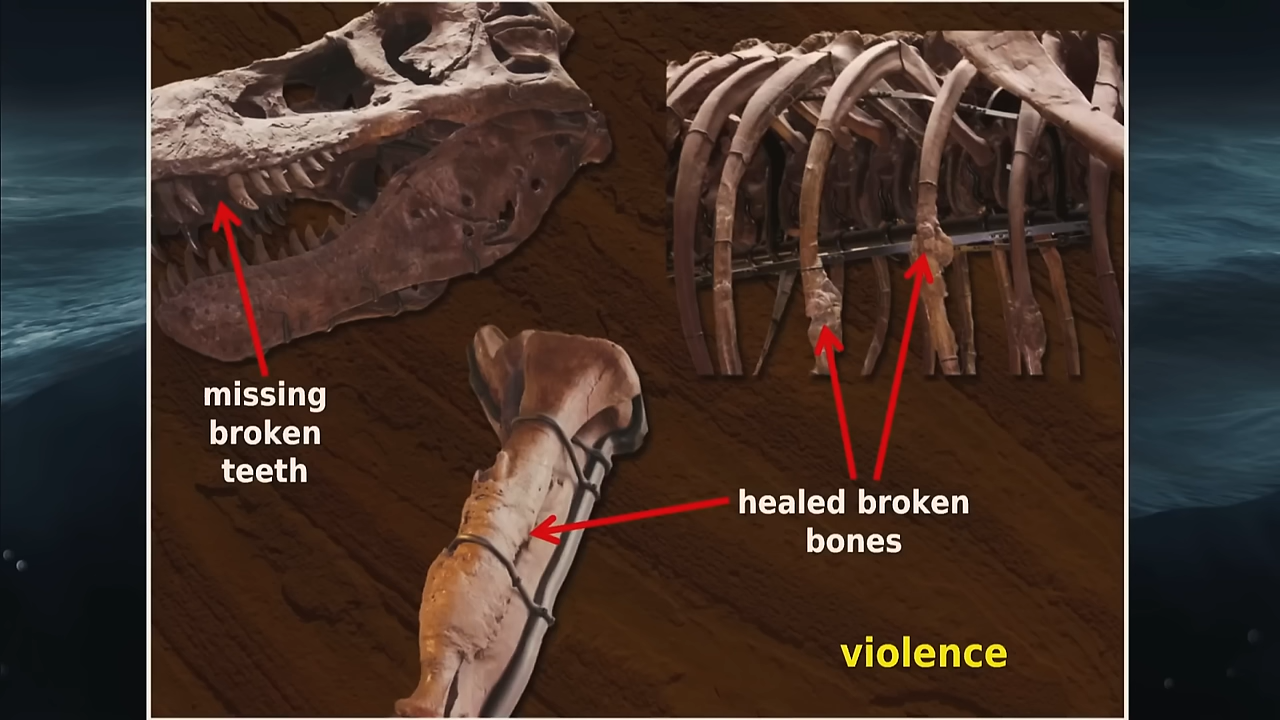 missing
broken
teeth
healed broken
bones
violence